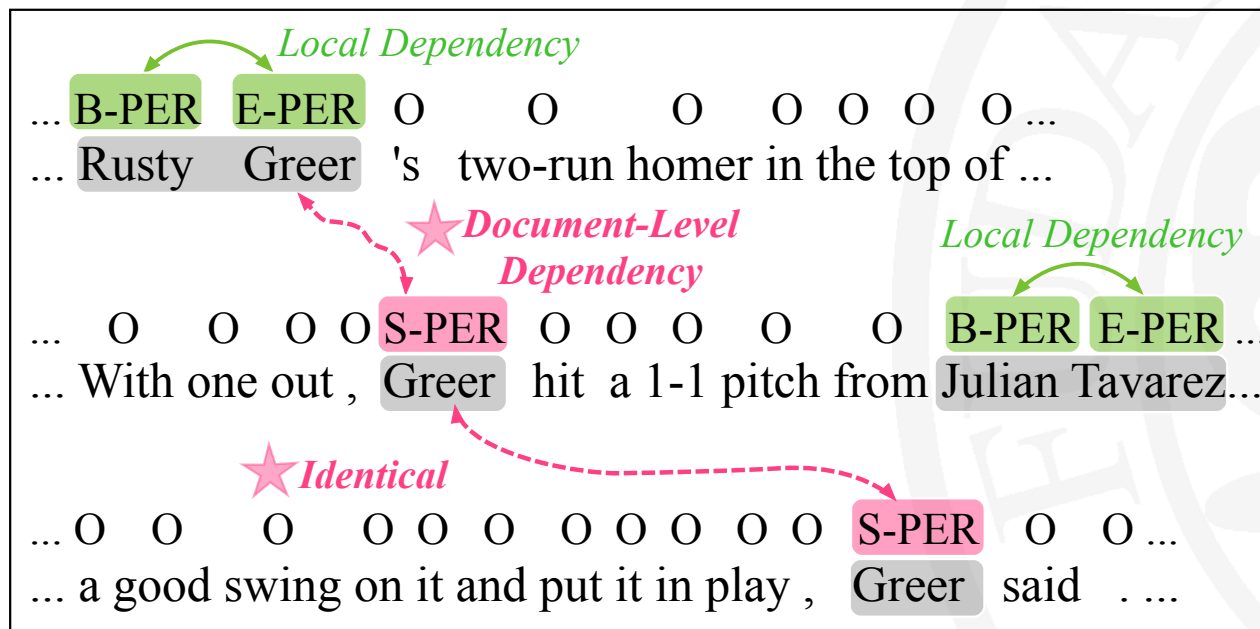 Local Dependency
... B-PER E-PER O O O O O O O ...
... Rusty Greer 's two-run homer in the top of ...
Document-Level
Dependency
Local Dependency
... O O O O S-PER O O O O O B-PER E-PER ...
... With one out , Greer hit a 1-1 pitch from Julian Tavarez...
Identical
... O O O O O O O O O O O S-PER O O ...
... a good swing on it and put it in play , Greer said . ...